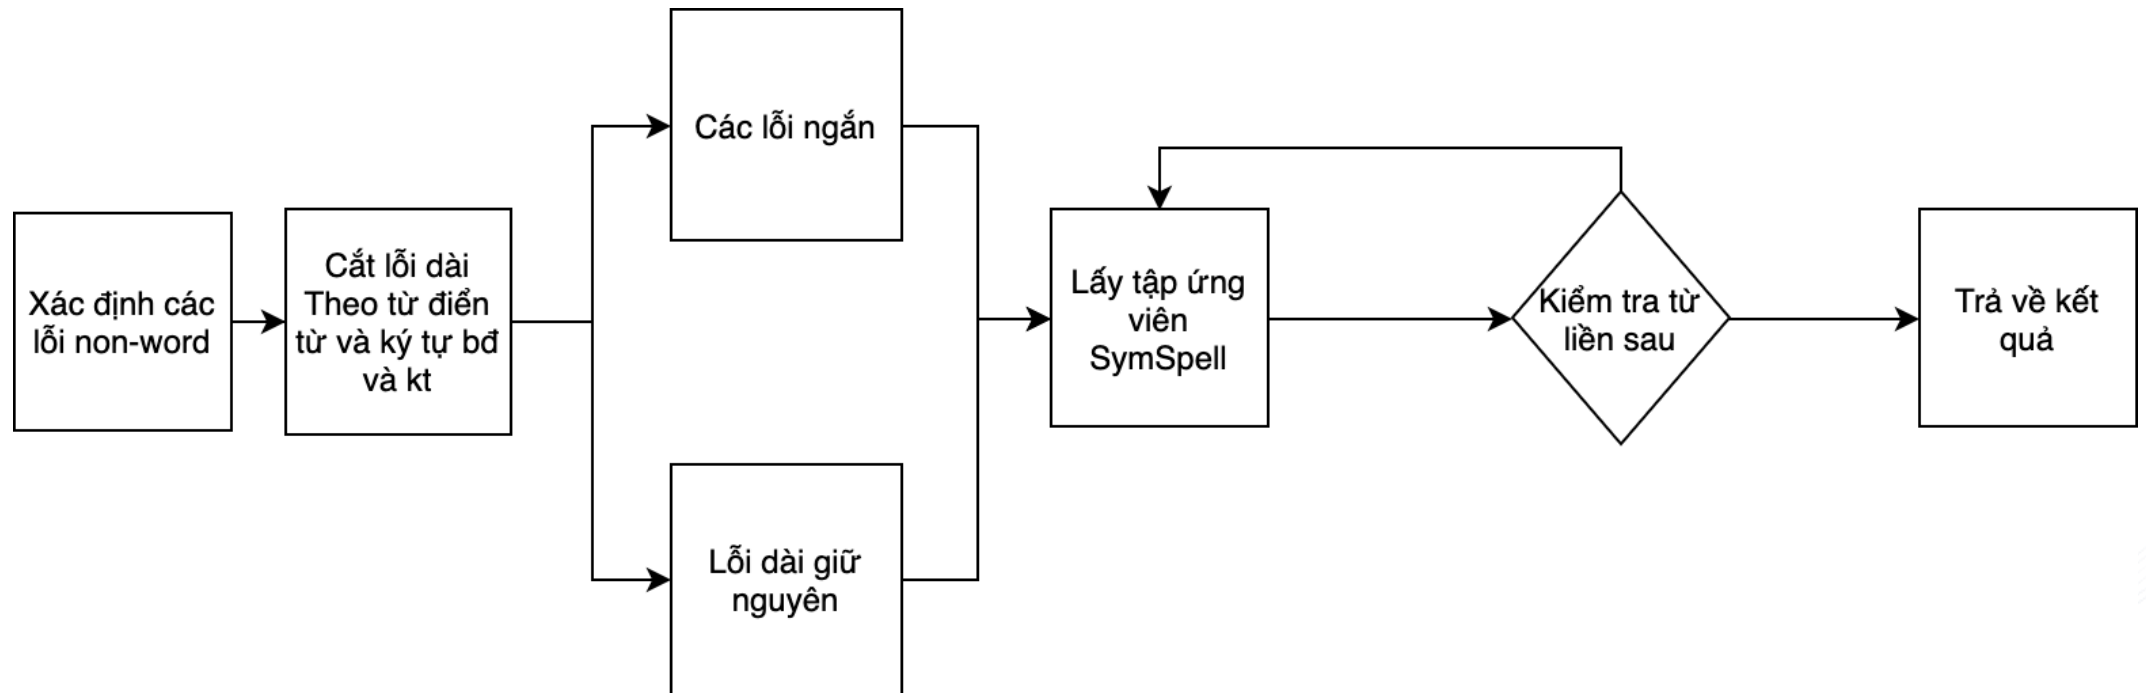 Xác định các
lỗi non-word
Cắt lỗi dài
Theo từ điển
từ và ký tự bđ
và kt
Các lỗi ngắn
Lỗi dài giữ
nguyên
Lấy tập ứng
viên
SymSpell
Kiểm tra từ
liền sau
Trả về kết
quả